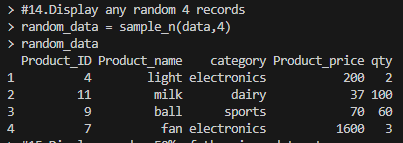 > #14.Display any random 4 records
> random_data = sample_n(data,4)
> random_data
  Product_ID Product_name    category Product_price qty
1          4        light electronics           200   2
2         11         milk       dairy            37 100
3          9         ball      sports            70  60
4          7          fan electronics          1600   3